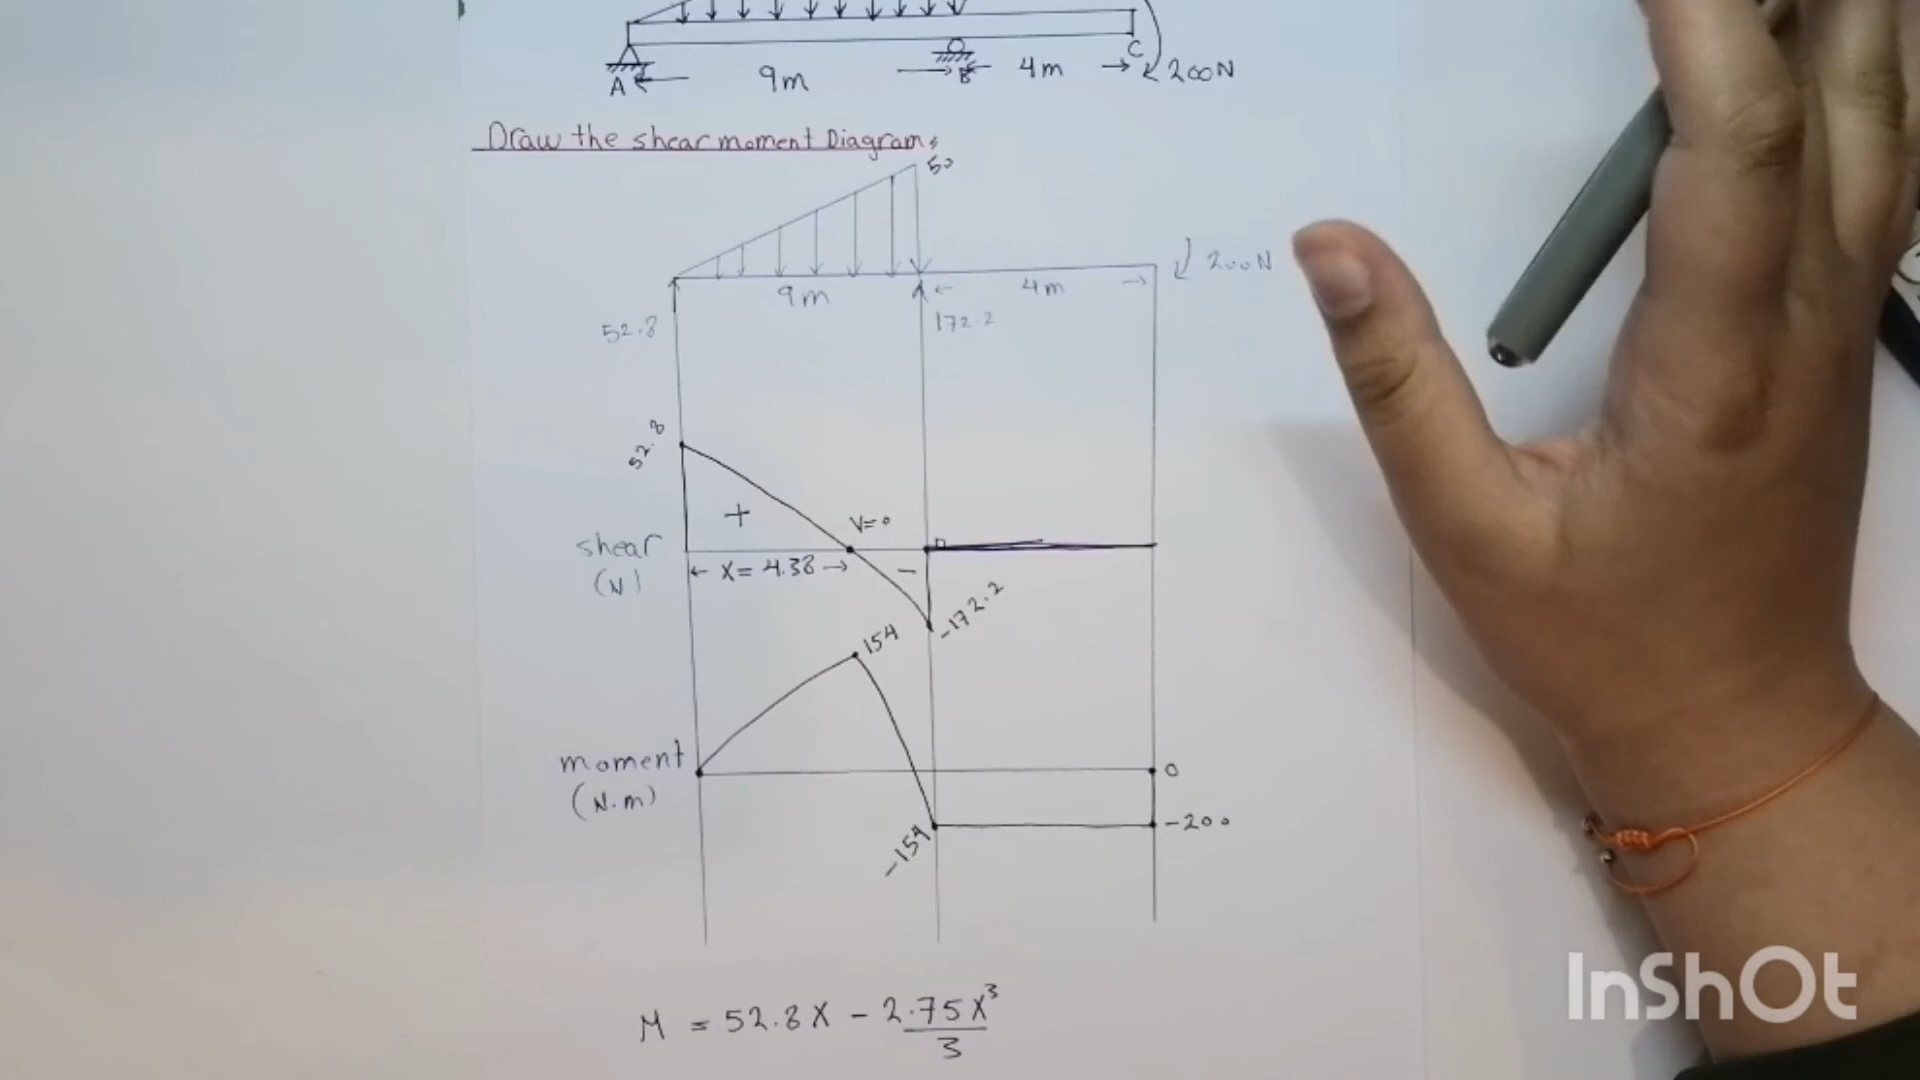 A 9m B 4m C 200N
Draw the shear moment Diagram:
50
200N
9m 4m
52.8 172.2
52.8
V=0
shear
(N)
X= 4.38
+
-
-172.2
154
moment
(N.m)
0
-200
-154
M = 52.8X - 2.75X³/3
InShOt